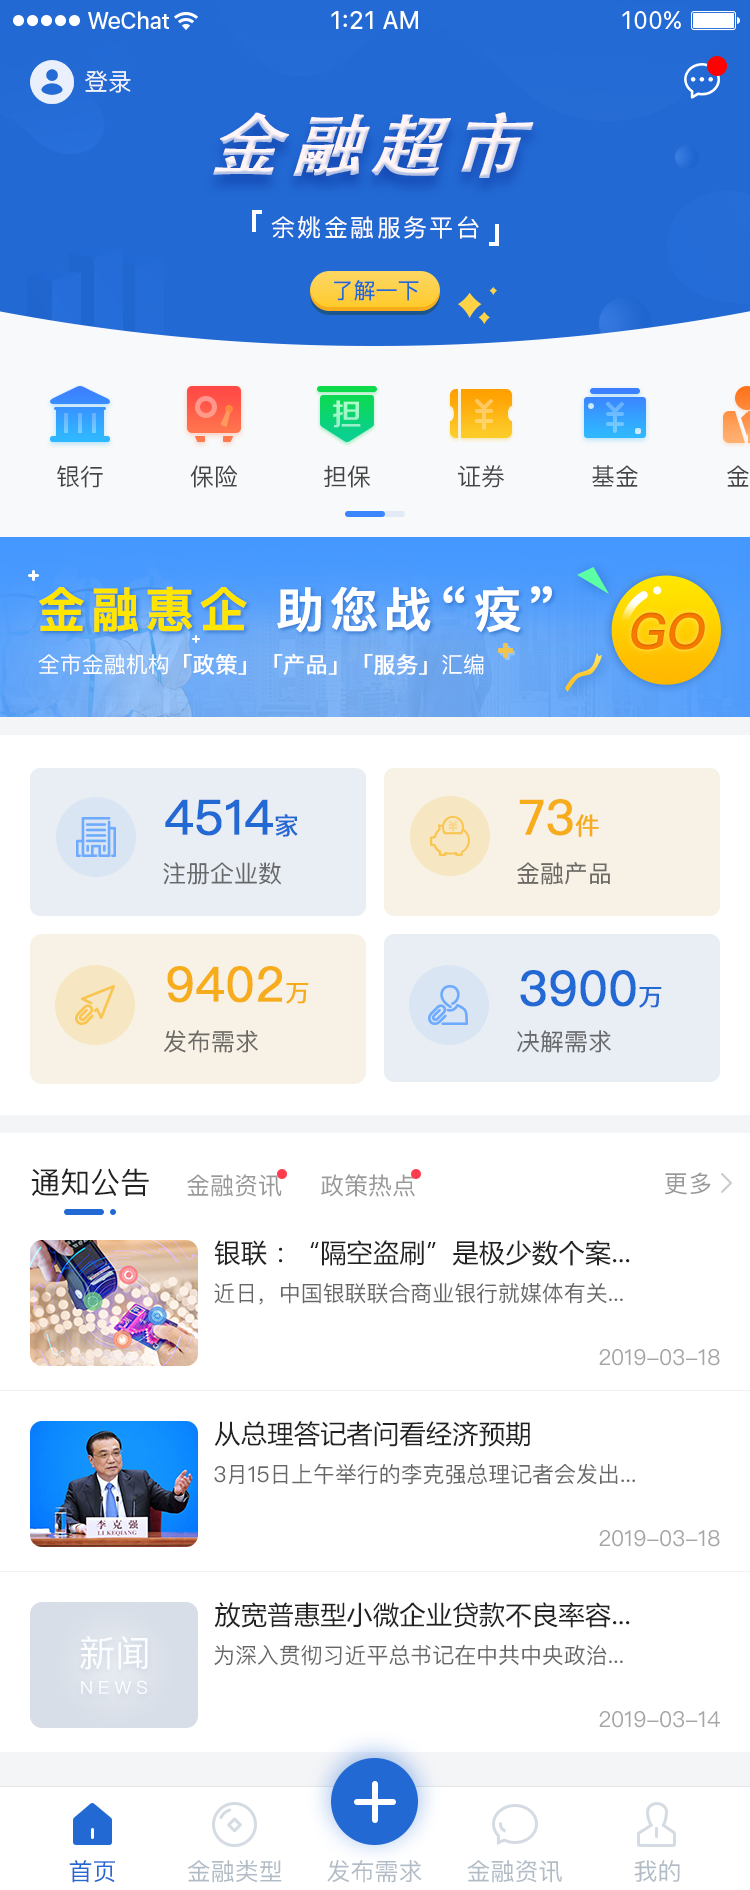 WeChat 1:21 AM 100%
登录
金融超市
「余姚金融服务平台」
了解一下
担
银行 保险 担保 证券 基金 金
金融惠企 助您战“疫”
全市金融机构「政策」「产品」「服务」汇编
GO
4514家
注册企业数
73件
金融产品
9402万
发布需求
3900万
决解需求
通知公告 金融资讯 政策热点 更多
银联：“隔空盗刷”是极少数个案...
近日，中国银联联合商业银行就媒体有关...
2019-03-18
从总理答记者问看经济预期
3月15日上午举行的李克强总理记者会发出...
2019-03-18
李克强
LI KEQIANG
放宽普惠型小微企业贷款不良率容...
为深入贯彻习近平总书记在中共中央政治...
2019-03-14
新闻
NEWS
首页 金融类型 发布需求 金融资讯 我的